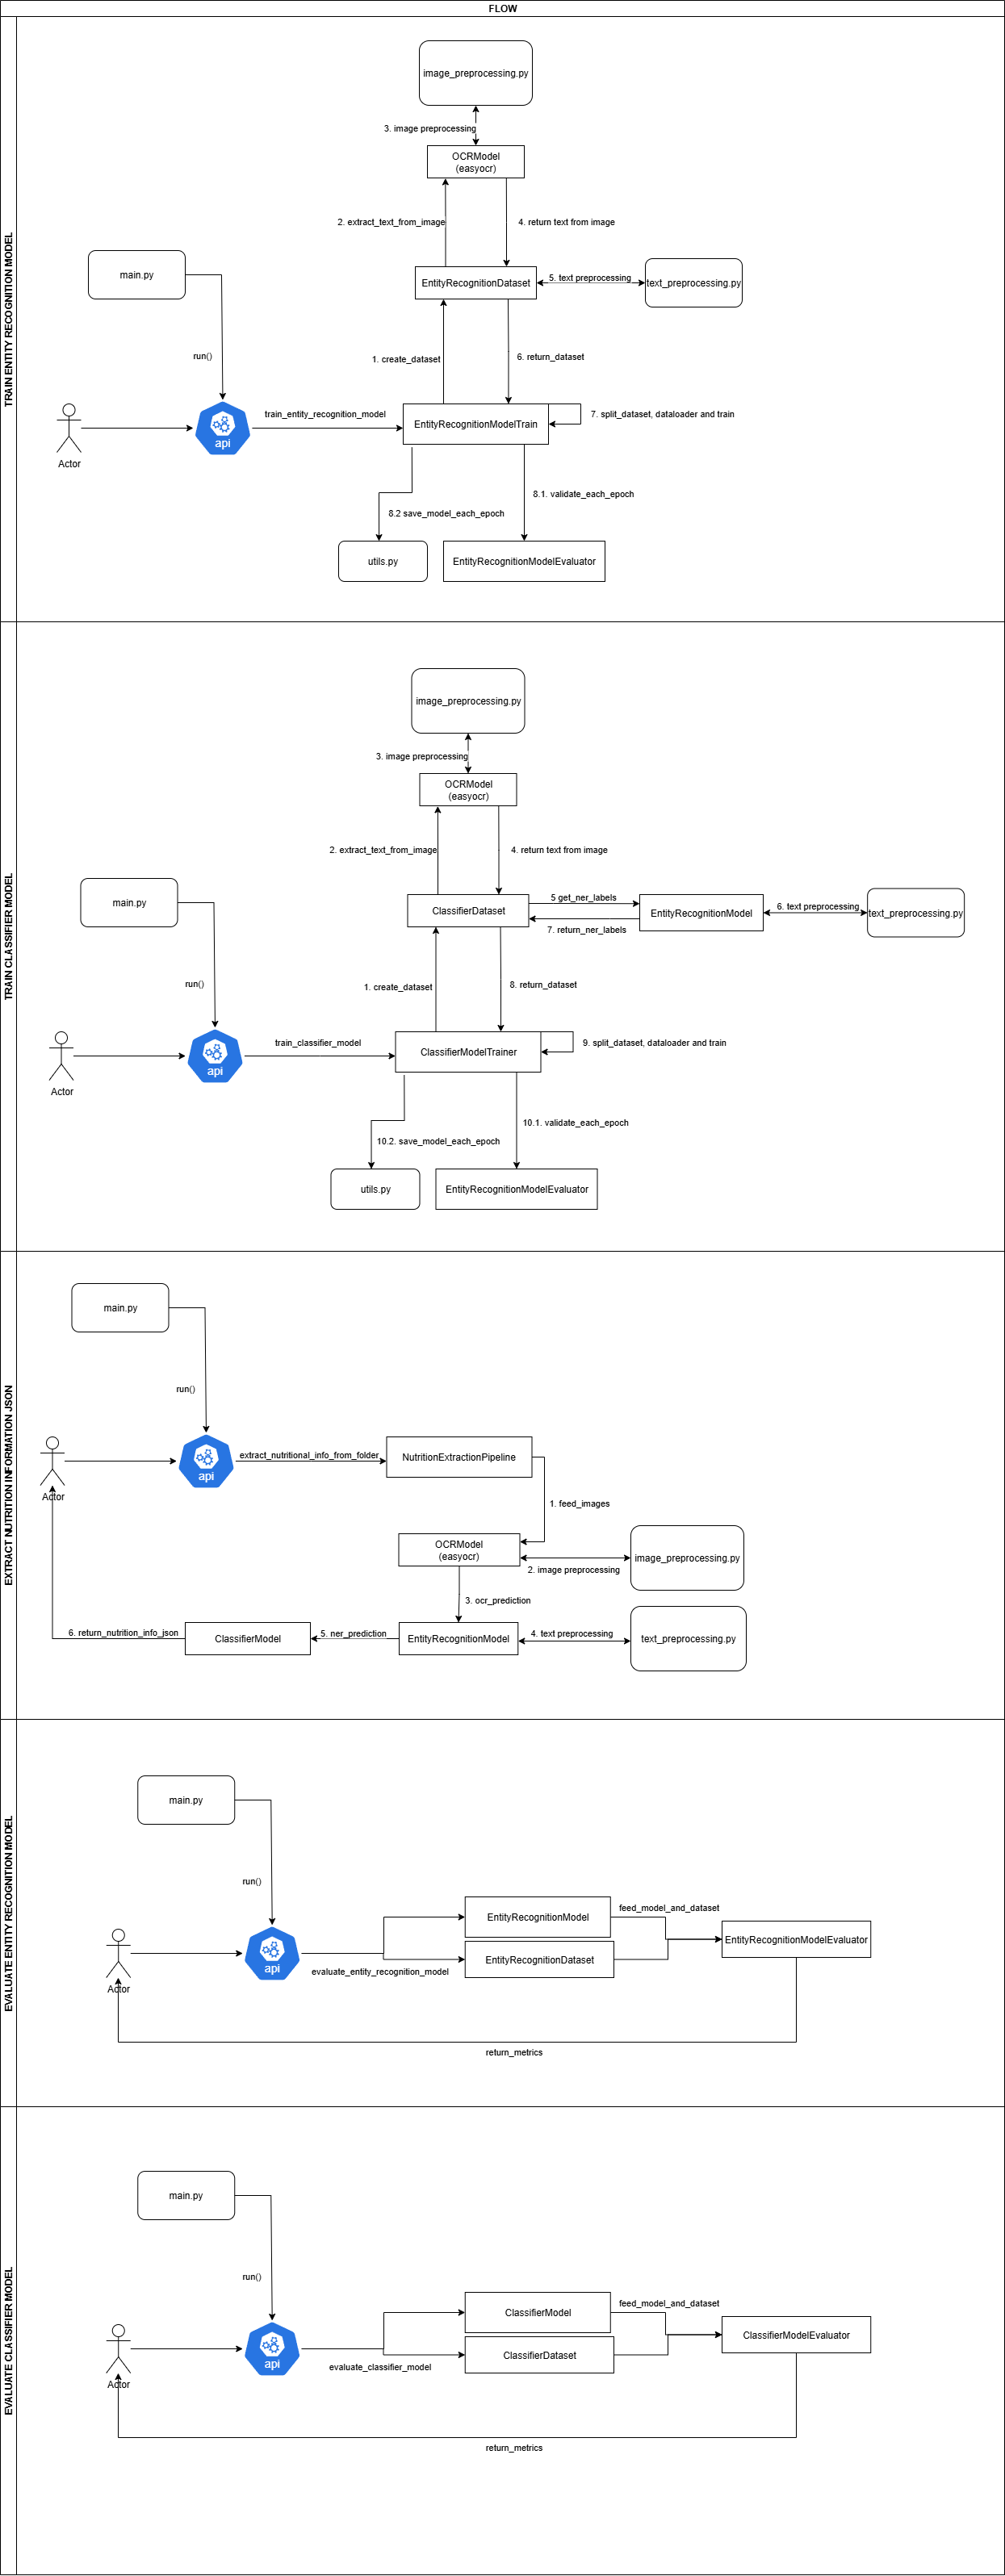 FLOW
TRAIN ENTITY RECOGNITION MODEL
image_preprocessing.py
3. image preprocessing
OCRModel
(easyocr)
2. extract_text_from_image
4. return text from image
main.py
EntityRecognitionDataset
5. text preprocessing
text_preprocessing.py
run()
1. create_dataset
6. return_dataset
api
train_entity_recognition_model
EntityRecognitionModelTrain
7. split_dataset, dataloader and train
Actor
8.1. validate_each_epoch
8.2 save_model_each_epoch
utils.py
EntityRecognitionModelEvaluator
TRAIN CLASSIFIER MODEL
image_preprocessing.py
3. image preprocessing
OCRModel
(easyocr)
2. extract_text_from_image
4. return text from image
main.py
ClassifierDataset
5 get_ner_labels
7. return_ner_labels
EntityRecognitionModel
6. text preprocessing
text_preprocessing.py
run()
1. create_dataset
8. return_dataset
api
train_classifier_model
ClassifierModelTrainer
9. split_dataset, dataloader and train
Actor
10.1. validate_each_epoch
10.2. save_model_each_epoch
utils.py
EntityRecognitionModelEvaluator
EXTRACT NUTRITION INFORMATION JSON
main.py
run()
Actor
api
extract_nutritional_info_from_folder
NutritionExtractionPipeline
1. feed_images
OCRModel
(easyocr)
2. image preprocessing
image_preprocessing.py
3. ocr_prediction
6. return_nutrition_info_json
ClassifierModel
5. ner_prediction
EntityRecognitionModel
4. text preprocessing
text_preprocessing.py
EVALUATE ENTITY RECOGNITION MODEL
main.py
run()
Actor
api
evaluate_entity_recognition_model
EntityRecognitionModel
EntityRecognitionDataset
feed_model_and_dataset
EntityRecognitionModelEvaluator
return_metrics
EVALUATE CLASSIFIER MODEL
main.py
run()
Actor
api
evaluate_classifier_model
ClassifierModel
ClassifierDataset
feed_model_and_dataset
ClassifierModelEvaluator
return_metrics